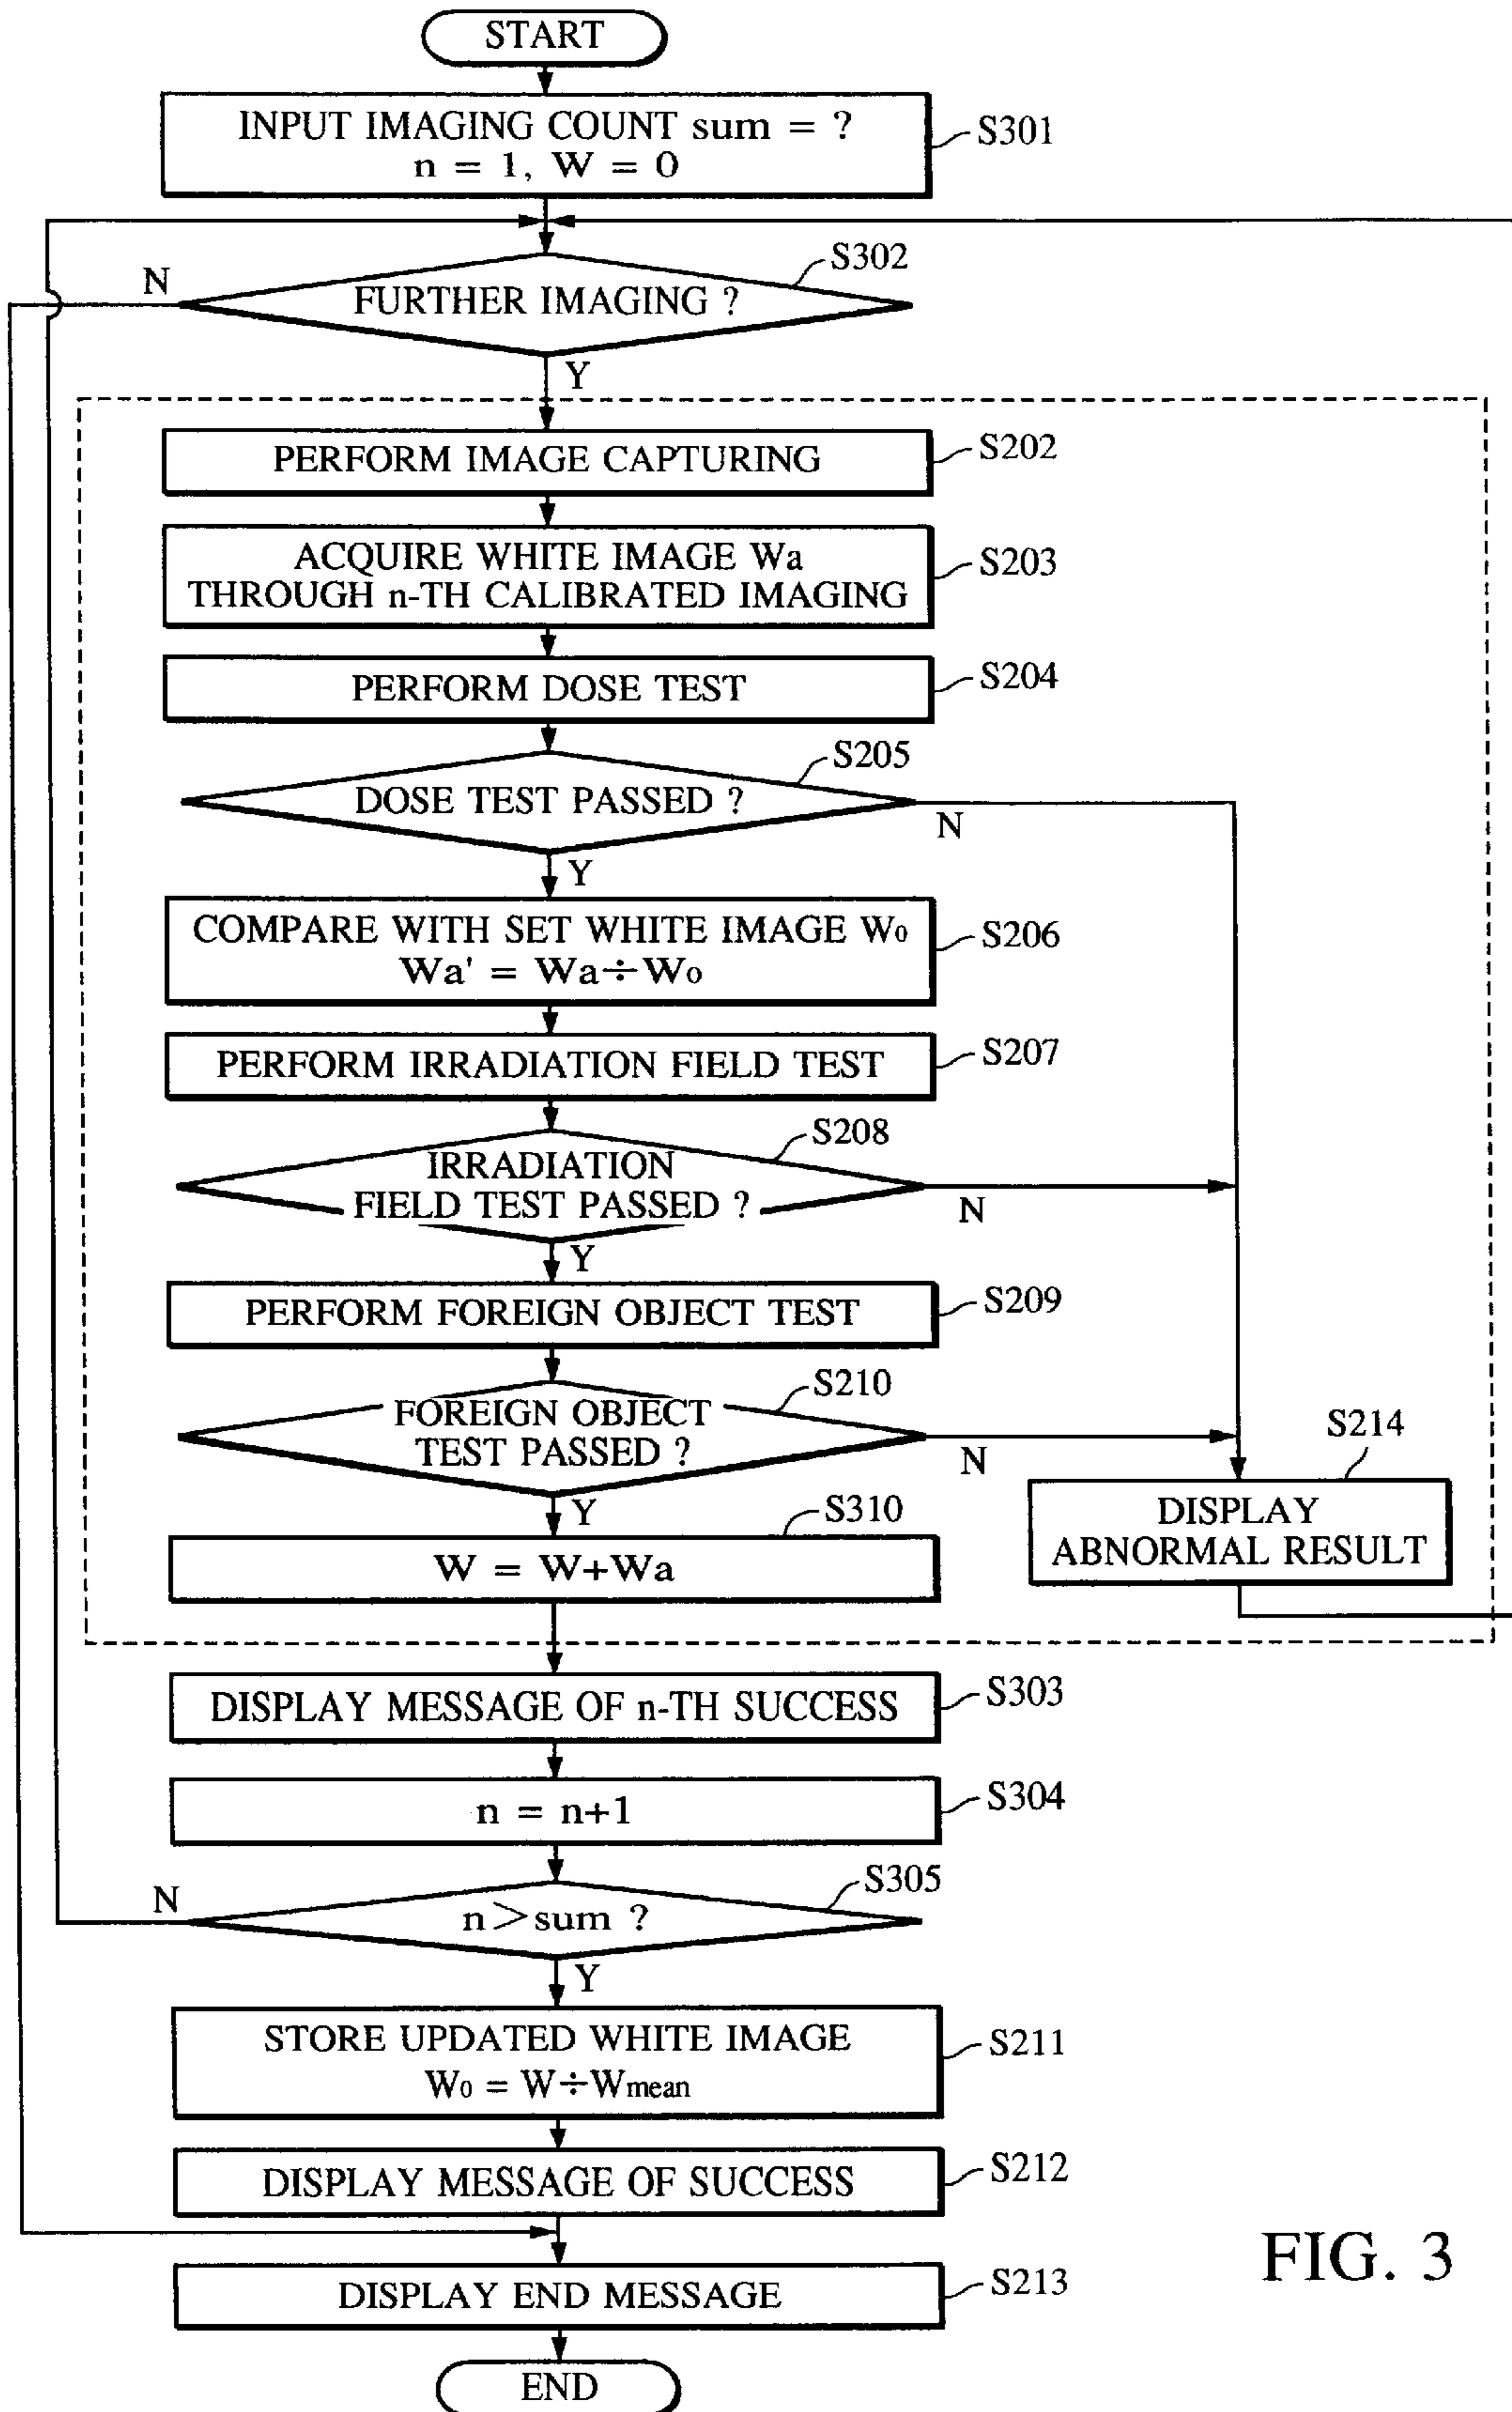 START
INPUT IMAGING COUNT sum = ?
n = 1, W = 0
S301
S302
N
FURTHER IMAGING ?
Y
PERFORM IMAGE CAPTURING
S202
ACQUIRE WHITE IMAGE Wa
THROUGH n-TH CALIBRATED IMAGING
S203
PERFORM DOSE TEST
S204
S205
DOSE TEST PASSED ?
N
Y
COMPARE WITH SET WHITE IMAGE W₀
Wa' = Wa÷W₀
S206
PERFORM IRRADIATION FIELD TEST
S207
S208
IRRADIATION
FIELD TEST PASSED ?
N
Y
PERFORM FOREIGN OBJECT TEST
S209
S210
FOREIGN OBJECT
TEST PASSED ?
N
Y
S214
DISPLAY
ABNORMAL RESULT
S310
W = W+Wa
DISPLAY MESSAGE OF n-TH SUCCESS
S303
n = n+1
S304
S305
N
n>sum ?
Y
STORE UPDATED WHITE IMAGE
W₀ = W÷Wmean
S211
DISPLAY MESSAGE OF SUCCESS
S212
DISPLAY END MESSAGE
S213
END
FIG. 3